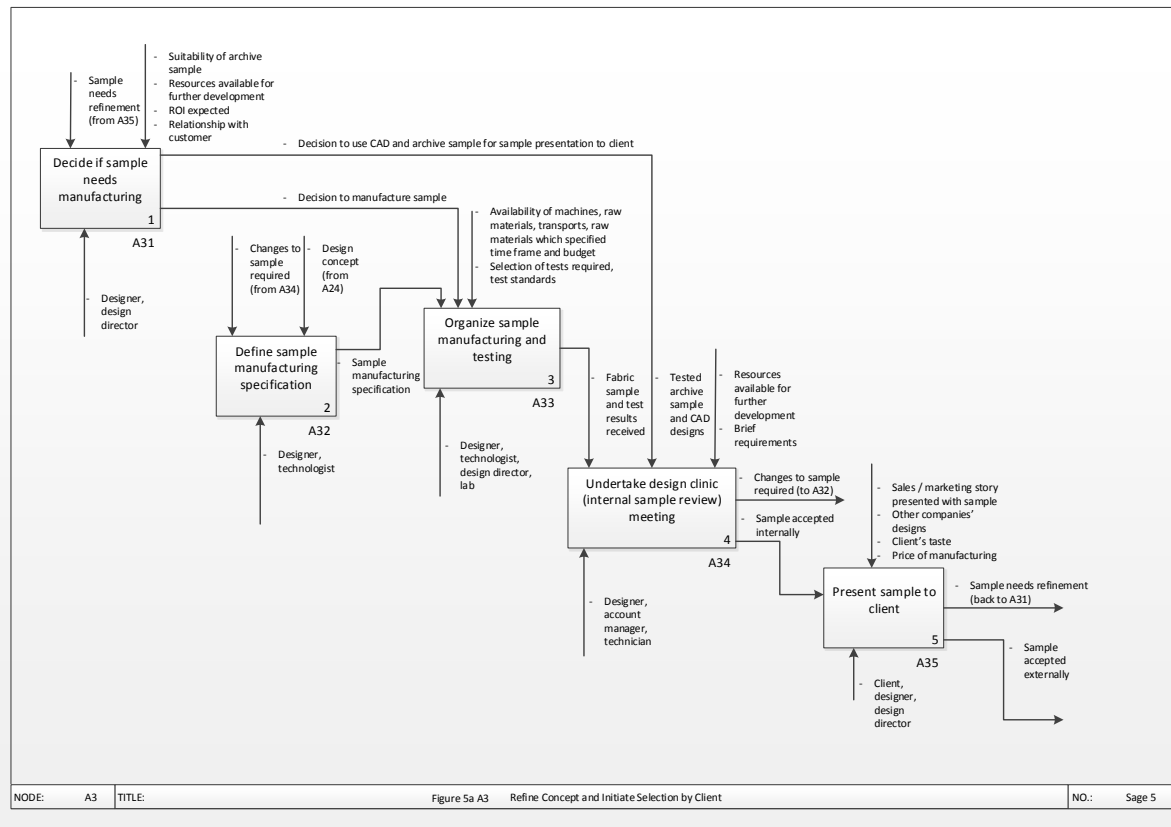 - Suitability of archive
sample
- Resources available for
further development
- ROI expected
- Relationship with
customer
- Sample
needs
refinement
(from A35)
Decide if sample
needs
manufacturing
1
A31
- Designer,
design
director
- Decision to use CAD and archive sample for sample presentation to client
- Decision to manufacture sample
- Changes to
sample
required
(from A34)
- Design
concept
(from
A24)
Define sample
manufacturing
specification
2
A32
- Designer,
technologist
- Sample
manufacturing
specification
- Availability of machines, raw
materials, transports, raw
materials which specified
time frame and budget
- Selection of tests required,
test standards
Organize sample
manufacturing and
testing
3
A33
- Designer,
technologist,
design director,
lab
- Fabric
sample
and test
results
received
- Tested
archive
sample
and CAD
designs
- Resources
available for
further
development
- Brief
requirements
Undertake design clinic
(internal sample review)
meeting
4
A34
- Designer,
account
manager,
technician
- Changes to sample
required (to A32)
- Sample accepted
internally
- Sales / marketing story
presented with sample
- Other companies'
designs
- Client's taste
- Price of manufacturing
Present sample to
client
5
A35
- Client,
designer,
design
director
- Sample needs refinement
(back to A31)
- Sample
accepted
externally
NODE: A3 TITLE: Figure 5a A3 Refine Concept and Initiate Selection by Client NO.: Sage 5